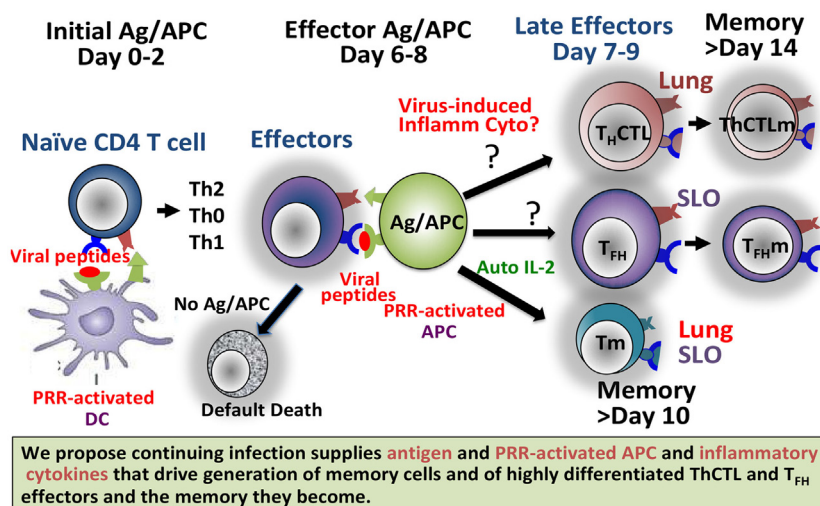 Initial Ag/APC
Day 0-2
Effector Ag/APC
Day 6-8
Late Effectors
Day 7-9
Memory
>Day 14
Naïve CD4 T cell
Viral peptides
PRR-activated
DC
Th2
Th0
Th1
Effectors
No Ag/APC
Default Death
Viral
peptides
Ag/APC
PRR-activated
APC
Virus-induced
Inflamm Cyto?
?
?
Auto IL-2
Lung
THCTL
ThCTLm
SLO
TFH
TFHm
Tm
Lung
SLO
Memory
>Day 10
We propose continuing infection supplies antigen and PRR-activated APC and inflammatory
cytokines that drive generation of memory cells and of highly differentiated ThCTL and TFH
effectors and the memory they become.